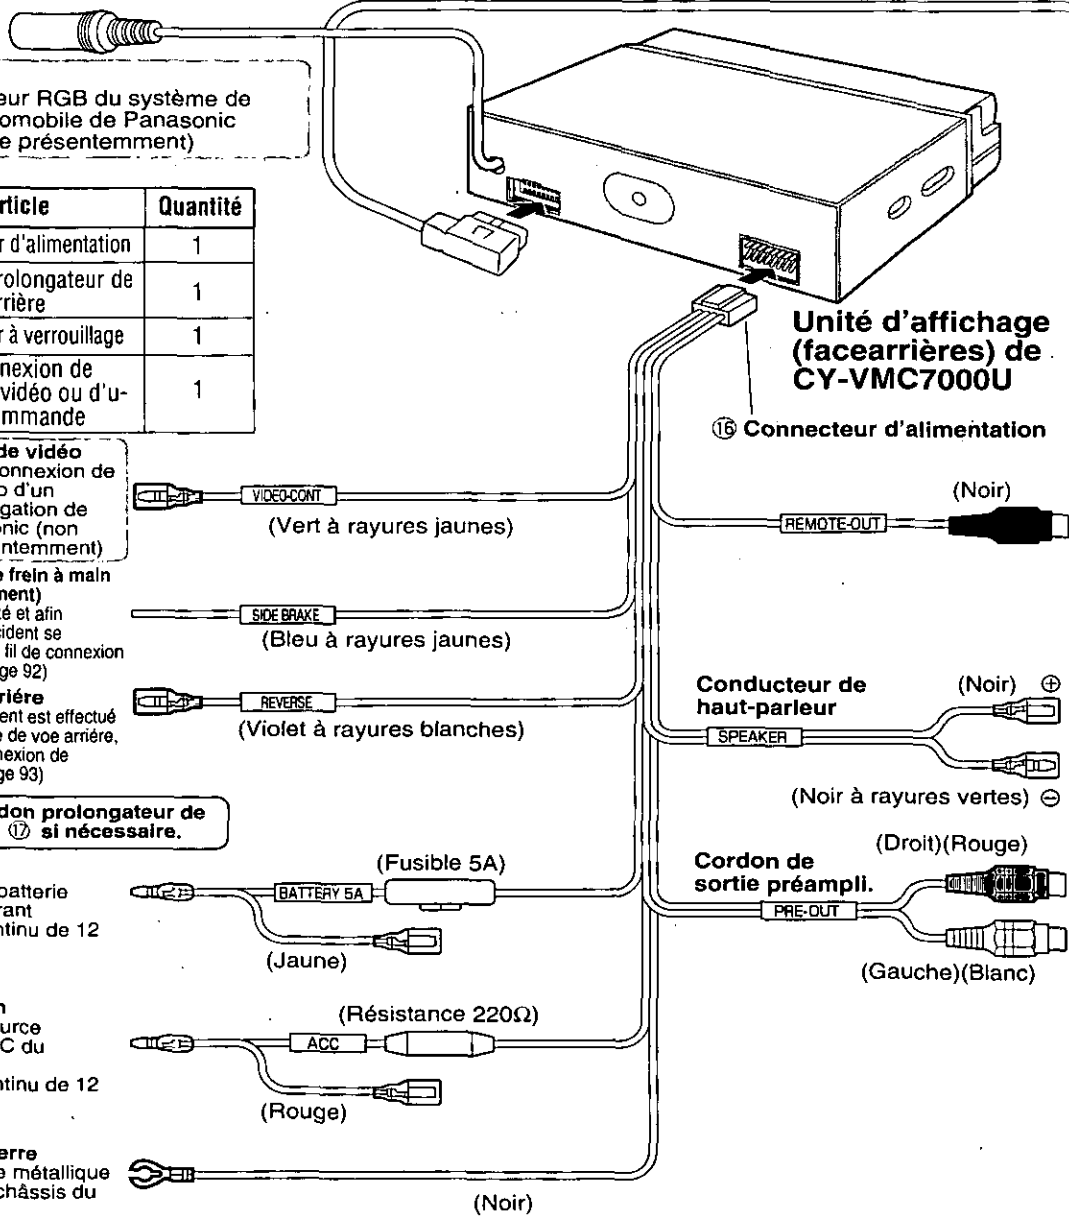 eur RGB du système de
omobile de Panasonic
e présentemment)
rticle Quantité
r d'alimentation 1
rolongateur de
rrière 1
r à verrouillage 1
nexion de
vidéo ou d'u-
mmande 1
de vidéo
onnexion de
o d'un
gation de
onic (non
ntemment)
VIDEO-CONT
(Vert à rayures jaunes)
e frein à main
ment)
té et afin
cident se
fil de connexion
ge 92)
SIDE BRAKE
(Bleu à rayures jaunes)
riére
ent est effectué
e de voe arriére,
nexion de
ge 93)
REVERSE
(Violet à rayures blanches)
don prolongateur de
⑰ si nécessaire.
batterie
rant
ntinu de 12
BATTERY 5A
(Fusible 5A)
(Jaune)
n
urce
C du
ntinu de 12
ACC
(Résistance 220Ω)
(Rouge)
erre
e métallique
châssis du
(Noir)
Unité d'affichage
(facearrières) de
CY-VMC7000U
⑯ Connecteur d'alimentation
(Noir)
REMOTE-OUT
Conducteur de
haut-parleur
SPEAKER
(Noir) ⊕
(Noir à rayures vertes) ⊖
Cordon de
sortie préampli.
PRE-OUT
(Droit)(Rouge)
(Gauche)(Blanc)